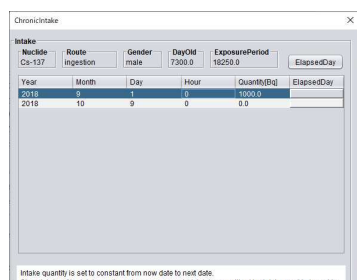 ChronicIntake
Intake
Nuclide Route Gender DayOld ExposurePeriod
Cs-137 ingestion male 7300.0 18250.0 ElapsedDay
Year Month Day Hour Quantity[Bq] ElapsedDay
2018 9 1 0 1000.0
2018 10 9 0 0.0
Intake quantity is set to constant from now date to next date.